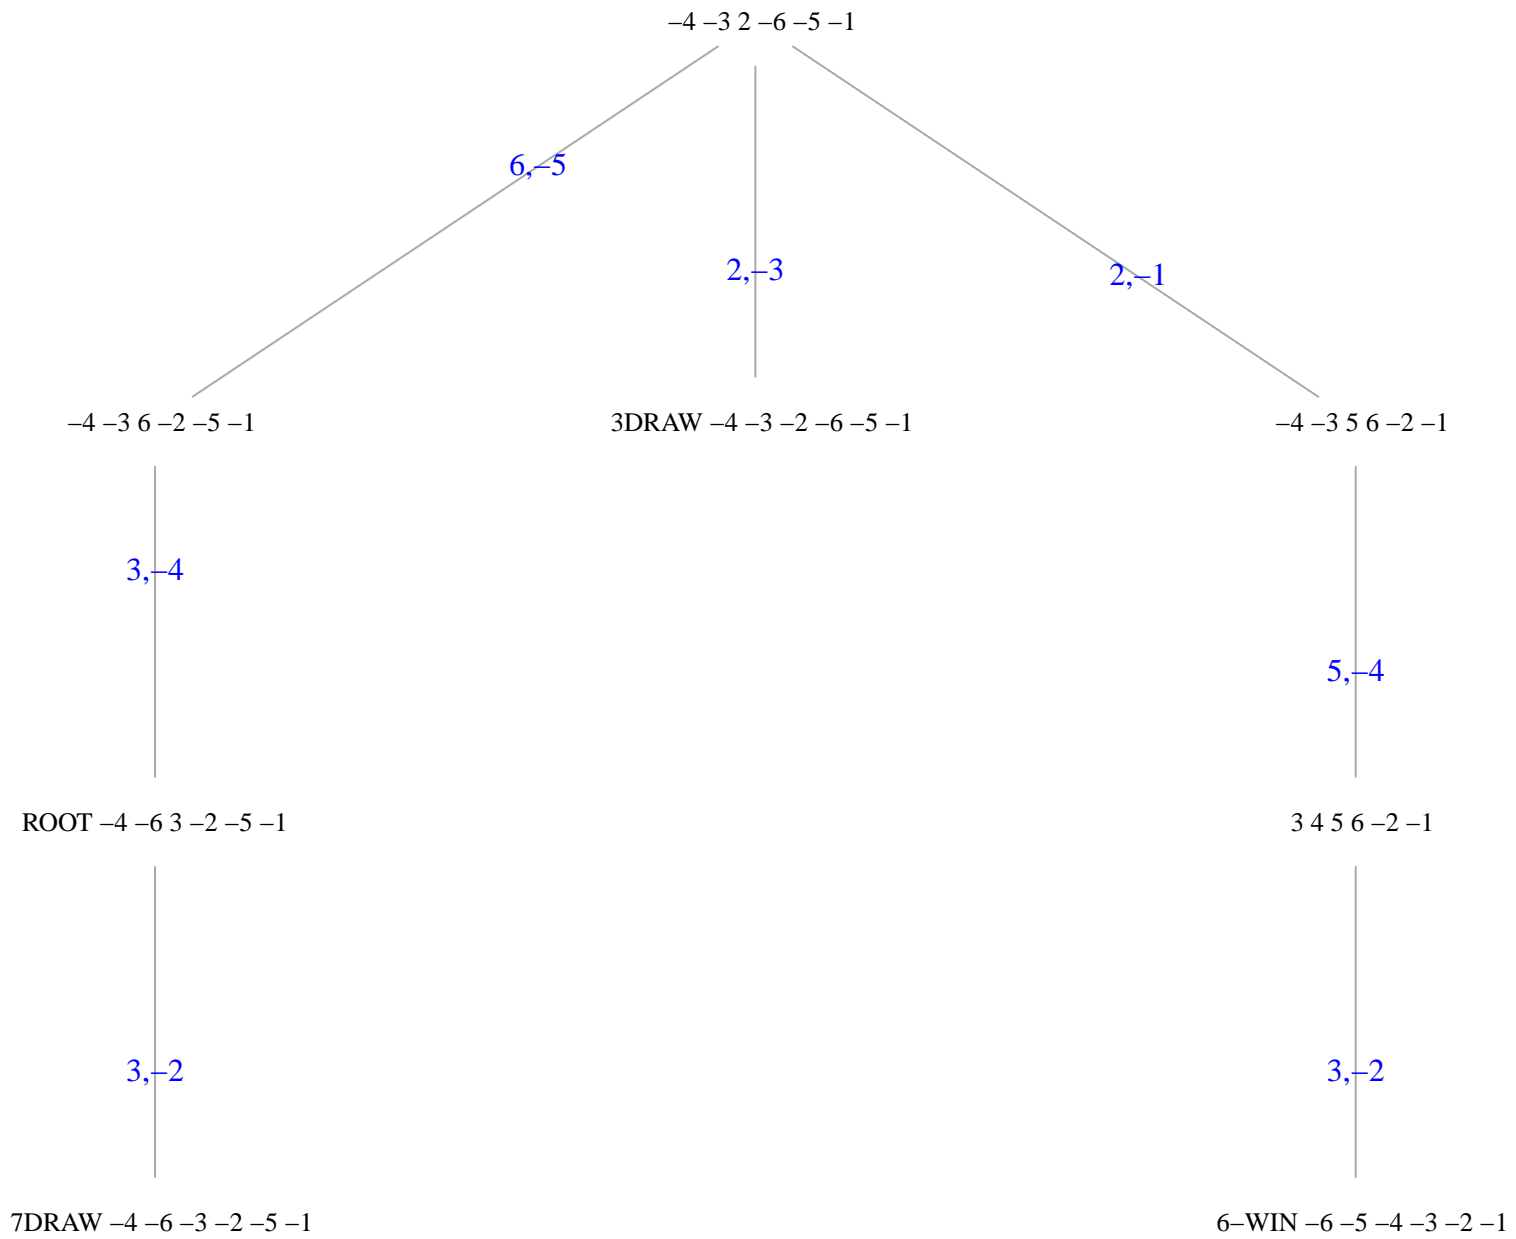 –4 –3 2 –6 –5 –1
6,–5
2,–3
2,–1
–4 –3 6 –2 –5 –1
3DRAW –4 –3 –2 –6 –5 –1
–4 –3 5 6 –2 –1
3,–4
5,–4
ROOT –4 –6 3 –2 –5 –1
3 4 5 6 –2 –1
3,–2
3,–2
7DRAW –4 –6 –3 –2 –5 –1
6–WIN –6 –5 –4 –3 –2 –1